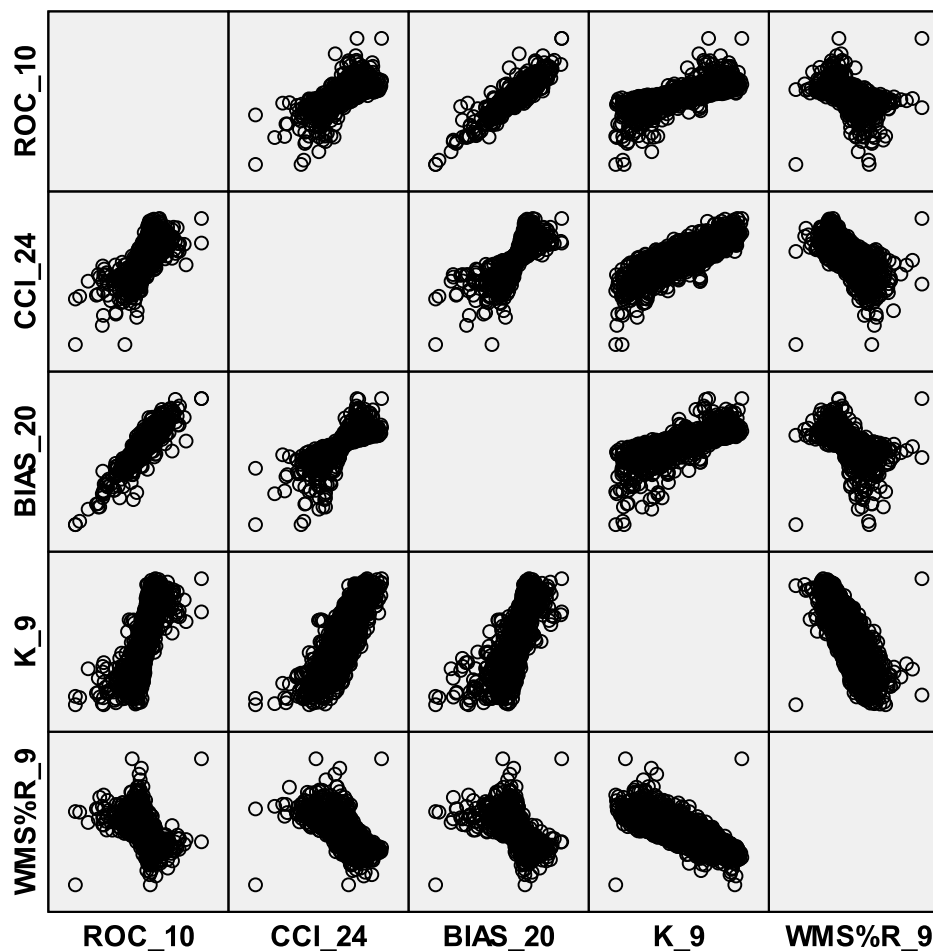 ROC_10
CCI_24
BIAS_20
K_9
WMS%R_9
ROC_10
CCI_24
BIAS_20
K_9
WMS%R_9